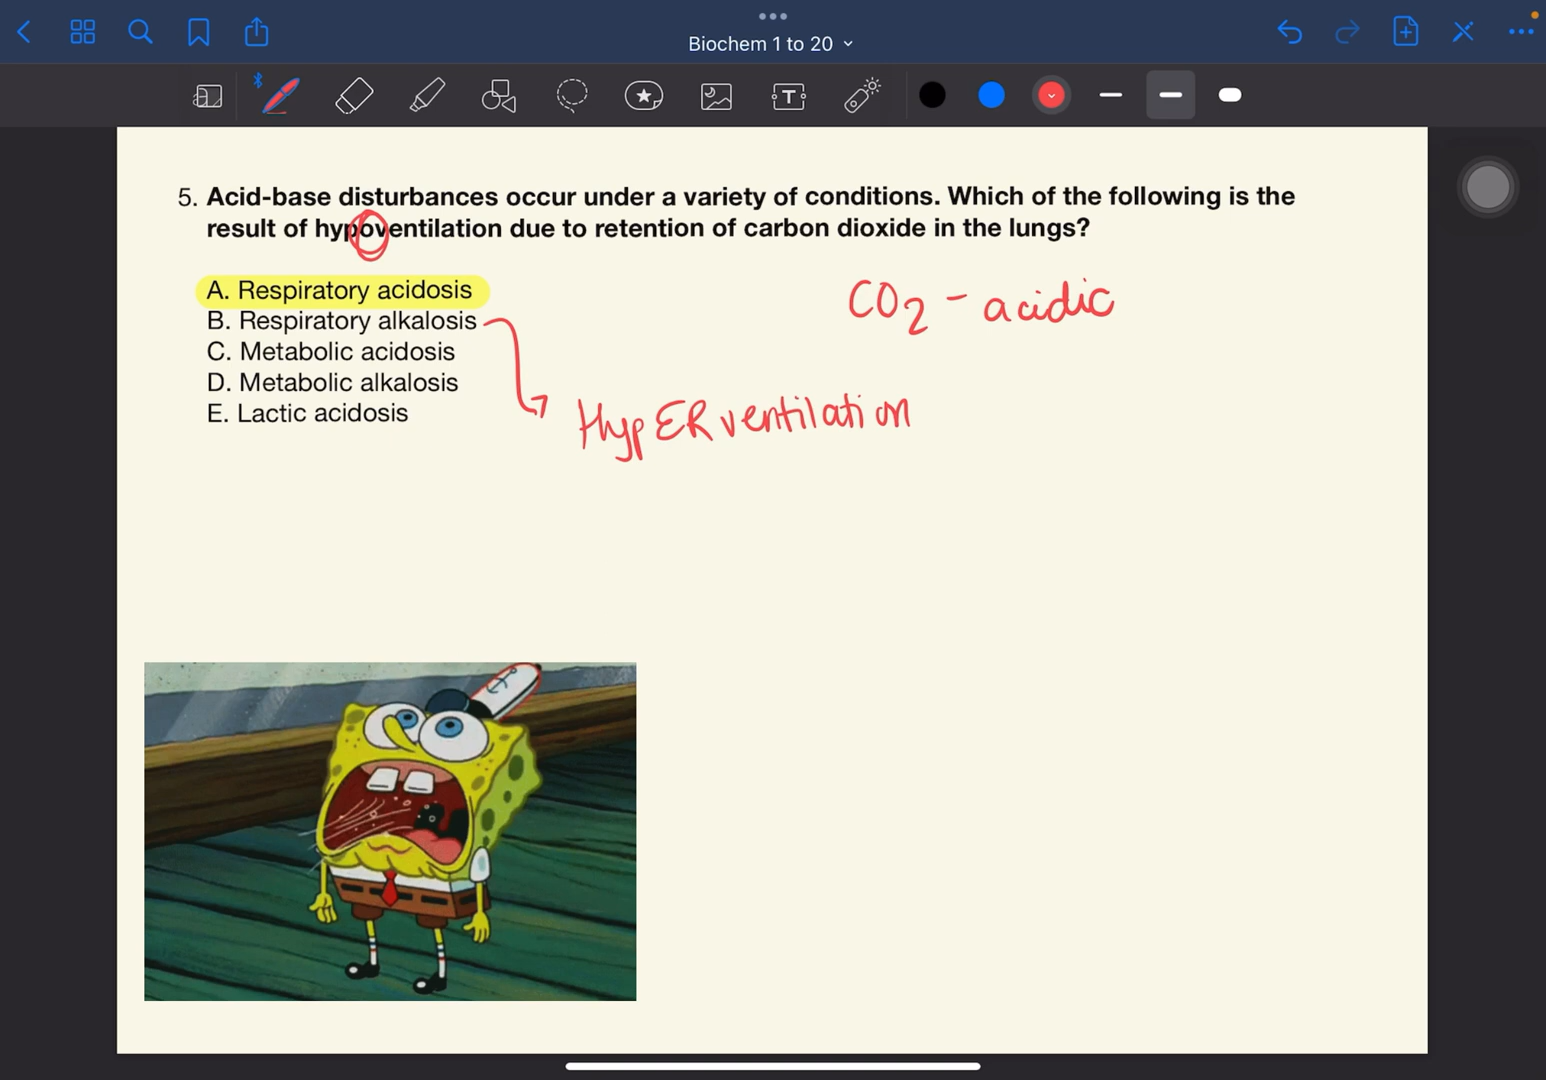 Biochem 1 to 20
5. Acid-base disturbances occur under a variety of conditions. Which of the following is the
result of hypoventilation due to retention of carbon dioxide in the lungs?
A. Respiratory acidosis
CO2 - acidic
B. Respiratory alkalosis
C. Metabolic acidosis
D. Metabolic alkalosis
E. Lactic acidosis
HypERventilation